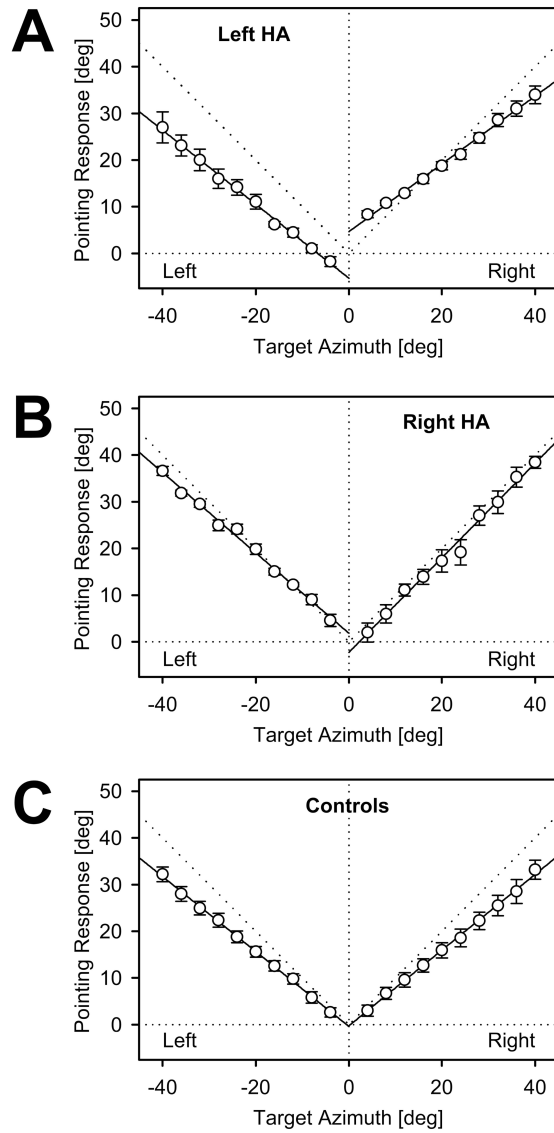 A
Left HA
Pointing Response [deg]
50
40
30
20
10
0
Left
Right
-40
-20
0
20
40
Target Azimuth [deg]
B
Right HA
Pointing Response [deg]
50
40
30
20
10
0
Left
Right
-40
-20
0
20
40
Target Azimuth [deg]
C
Controls
Pointing Response [deg]
50
40
30
20
10
0
Left
Right
-40
-20
0
20
40
Target Azimuth [deg]